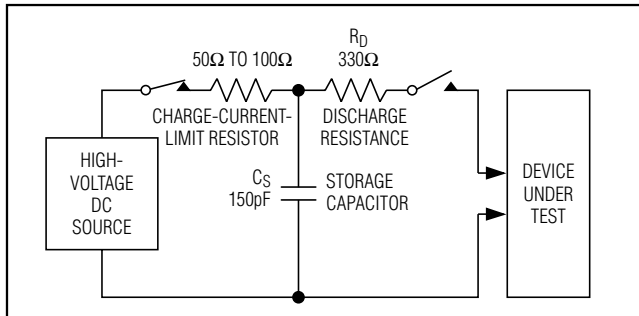 50Ω TO 100Ω
CHARGE-CURRENT-
LIMIT RESISTOR
R_D
330Ω
DISCHARGE
RESISTANCE
HIGH-
VOLTAGE
DC
SOURCE
C_S
150pF
STORAGE
CAPACITOR
DEVICE
UNDER
TEST